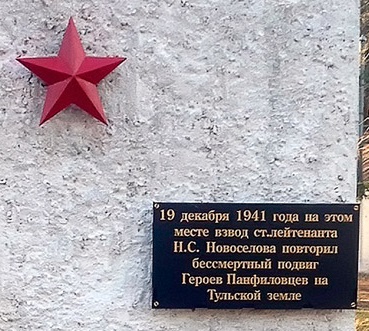 19 декабря 1941 года на этом
месте взвод ст.лейтенанта
Н.С. Новоселова повторил
бессмертный подвиг
Героев Панфиловцев на
Тульской земле